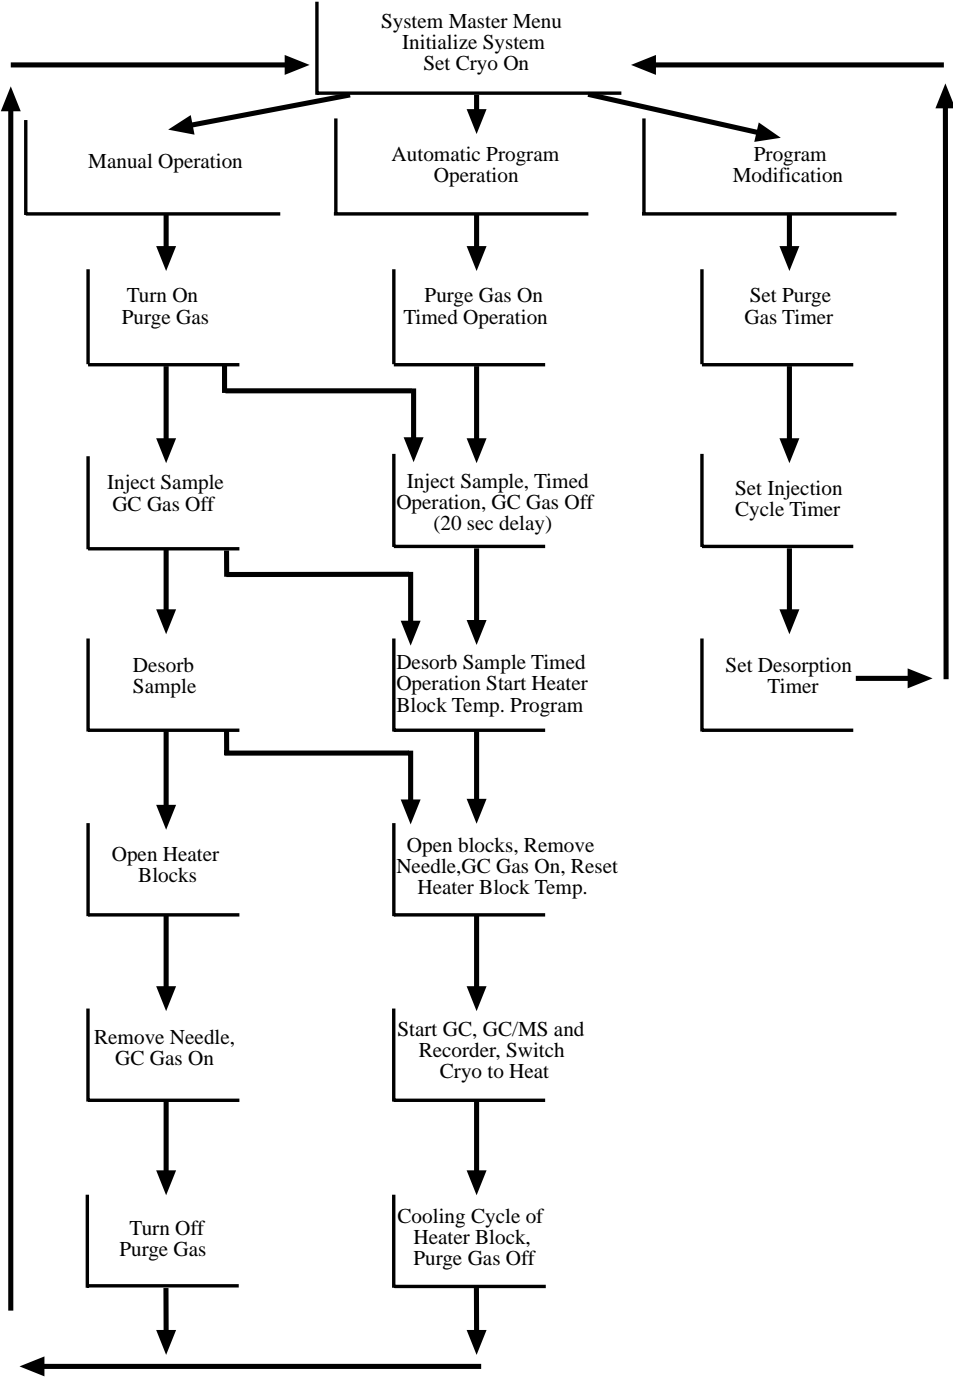 System Master Menu
Initialize System
Set Cryo On
Manual Operation
Automatic Program
Operation
Program
Modification
Turn On
Purge Gas
Purge Gas On
Timed Operation
Set Purge
Gas Timer
Inject Sample
GC Gas Off
Inject Sample, Timed
Operation, GC Gas Off
(20 sec delay)
Set Injection
Cycle Timer
Desorb
Sample
Desorb Sample Timed
Operation Start Heater
Block Temp. Program
Set Desorption
Timer
Open Heater
Blocks
Open blocks, Remove
Needle,GC Gas On, Reset
Heater Block Temp.
Remove Needle,
GC Gas On
Start GC, GC/MS and
Recorder, Switch
Cryo to Heat
Turn Off
Purge Gas
Cooling Cycle of
Heater Block,
Purge Gas Off